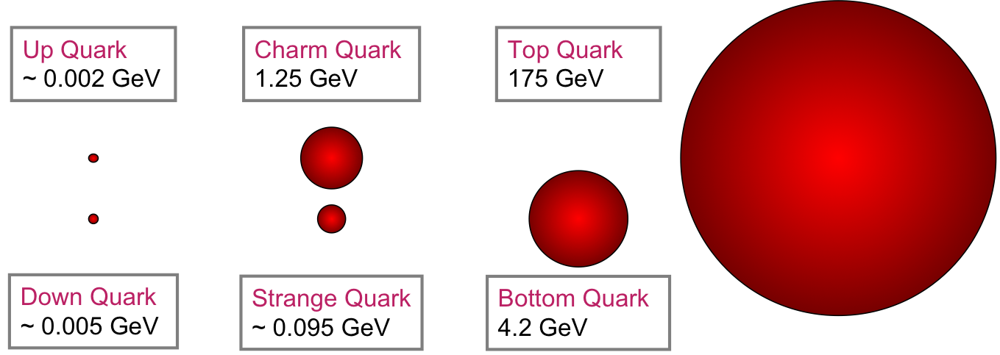 Up Quark
~ 0.002 GeV
Charm Quark
1.25 GeV
Top Quark
175 GeV
Down Quark
~ 0.005 GeV
Strange Quark
~ 0.095 GeV
Bottom Quark
4.2 GeV